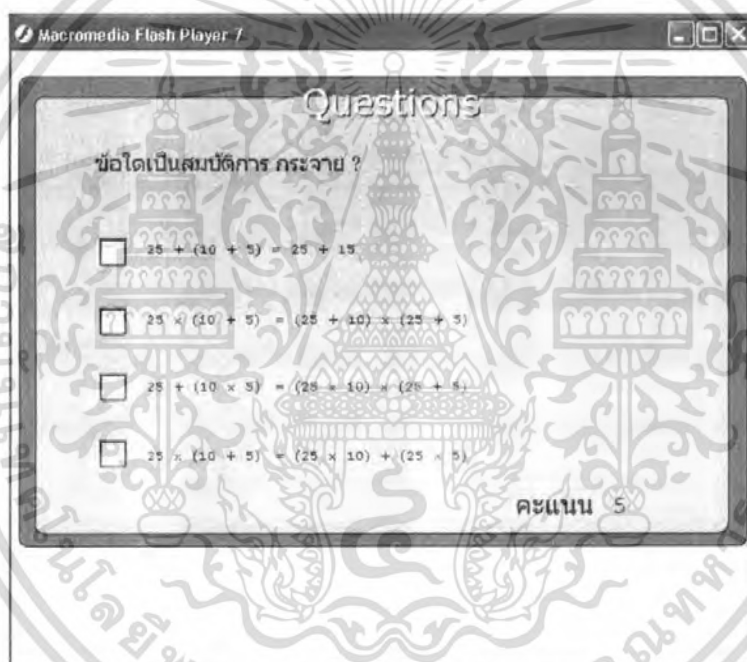 Macromedia Flash Player 7
Questions
ข้อใดเป็นสมบัติการ กระจาย ?
25 + (10 + 5) = 25 + 15
25 × (10 + 5) = (25 + 10) × (25 + 5)
25 + (10 × 5) = (25 × 10) × (25 + 5)
25 × (10 + 5) = (25 × 10) + (25 × 5)
คะแนน 5